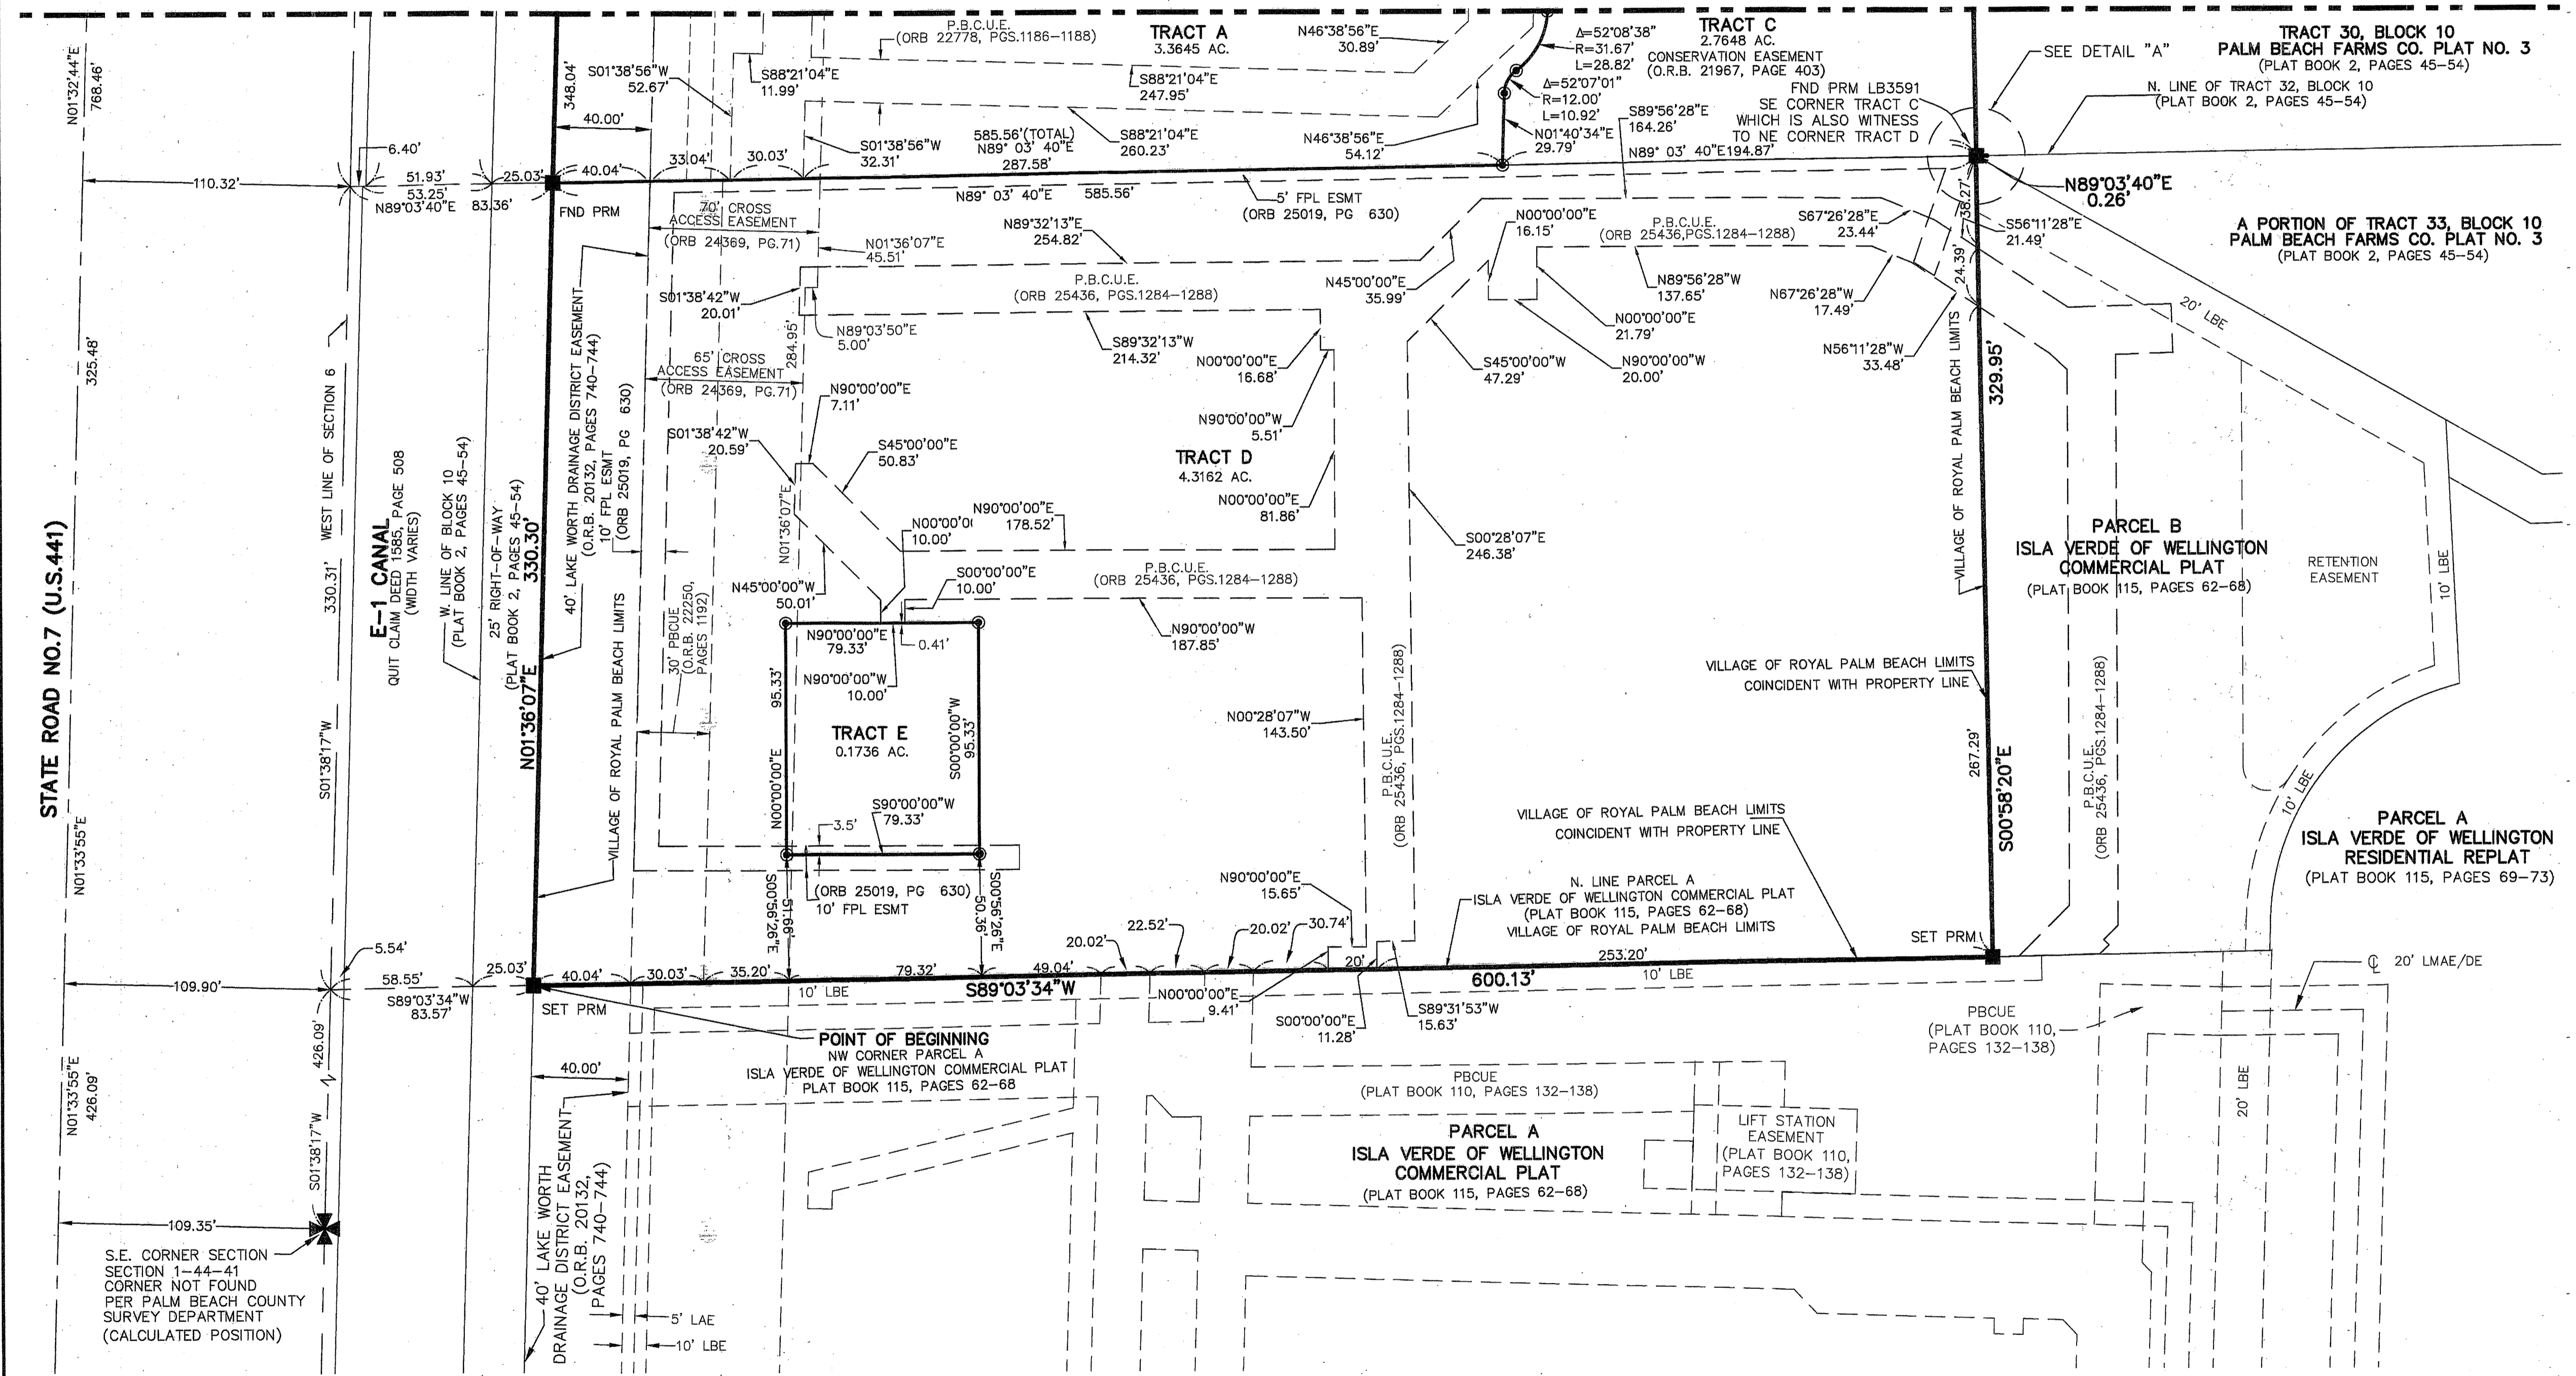 P.B.C.U.E.
(ORB 22778, PGS.1186-1188)
TRACT A
3.3645 AC.
N46°38'56"E
30.89'
Δ=52°08'38"
R=31.67'
L=28.82'
TRACT C
2.7648 AC.
CONSERVATION EASEMENT
(O.R.B. 21967, PAGE 403)
SEE DETAIL "A"
TRACT 30, BLOCK 10
PALM BEACH FARMS CO. PLAT NO. 3
(PLAT BOOK 2, PAGES 45-54)
N. LINE OF TRACT 32, BLOCK 10
(PLAT BOOK 2, PAGES 45-54)
N01°32'44"E
768.46'
348.04'
S01°38'56"W
52.67'
S88°21'04"E
11.99'
S88°21'04"E
247.95'
Δ=52°07'01"
R=12.00'
L=10.92'
FND PRM LB3591
SE CORNER TRACT C
WHICH IS ALSO WITNESS
TO NE CORNER TRACT D
40.00'
S01°38'56"W
32.31'
585.56'(TOTAL)
N89° 03' 40"E
287.58'
S88°21'04"E
260.23'
N46°38'56"E
54.12'
N01°40'34"E
29.79'
S89°56'28"E
164.26'
N89° 03' 40"E194.87'
6.40'
110.32'
51.93'
53.25'
N89°03'40"E 83.36'
25.03'
40.04'
33.04'
30.03'
FND PRM
N89° 03' 40"E 585.56'
5' FPL ESMT
(ORB 25019, PG 630)
N89°03'40"E
0.26'
70' CROSS
ACCESS EASEMENT
(ORB 24369, PG.71)
N01°36'07"E
45.51'
N89°32'13"E
254.82'
N00°00'00"E
16.15'
P.B.C.U.E.
(ORB 25436,PGS.1284-1288)
S67°26'28"E
23.44'
38.27'
S56°11'28"E
21.49'
24.39'
A PORTION OF TRACT 33, BLOCK 10
PALM BEACH FARMS CO. PLAT NO. 3
(PLAT BOOK 2, PAGES 45-54)
S01°38'42"W
20.01'
P.B.C.U.E.
(ORB 25436, PGS.1284-1288)
N45°00'00"E
35.99'
N89°56'28"W
137.65'
N67°26'28"W
17.49'
20' LBE
N89°03'50"E
5.00'
284.95'
S89°32'13"W
214.32'
N00°00'00"E
16.68'
S45°00'00"W
47.29'
N00°00'00"E
21.79'
N90°00'00"W
20.00'
N56°11'28"W
33.48'
65' CROSS
ACCESS EASEMENT
(ORB 24369, PG.71)
N90°00'00"E
7.11'
N90°00'00"W
5.51'
329.95'
VILLAGE OF ROYAL PALM BEACH LIMITS
325.48'
S01°38'42"W
20.59'
S45°00'00"E
50.83'
TRACT D
4.3162 AC.
N00°00'00"E
81.86'
S00°28'07"E
246.38'
STATE ROAD NO.7 (U.S.441)
330.31' WEST LINE OF SECTION 6
S01°38'17"W
E-1 CANAL
QUIT CLAIM DEED 1585, PAGE 508
(WIDTH VARIES)
W. LINE OF BLOCK 10
(PLAT BOOK 2, PAGES 45-54)
25' RIGHT-OF-WAY
(PLAT BOOK 2, PAGES 45-54)
N01°36'07"E 330.30'
40' LAKE WORTH DRAINAGE DISTRICT EASEMENT
(O.R.B. 20132, PAGES 740-744)
10' FPL ESMT
(ORB 25019, PG 630)
VILLAGE OF ROYAL PALM BEACH LIMITS
30' PBCUE
(O.R.B. 22250,
PAGES 1192)
N01°36'07"E
N00°00'00
10.00'
N90°00'00"E
178.52'
N45°00'00"W
50.01'
S00°00'00"E
10.00'
P.B.C.U.E.
(ORB 25436, PGS.1284-1288)
N90°00'00"W
187.85'
PARCEL B
ISLA VERDE OF WELLINGTON
COMMERCIAL PLAT
(PLAT BOOK 115, PAGES 62-68)
RETENTION
EASEMENT
10' LBE
N90°00'00"E
79.33'
0.41'
N90°00'00"W
10.00'
95.33'
N00°00'00"E
TRACT E
0.1736 AC.
S00°00'00"W
95.33'
S90°00'00"W
79.33'
3.5'
N00°28'07"W
143.50'
P.B.C.U.E.
(ORB 25436, PGS.1284-1288)
VILLAGE OF ROYAL PALM BEACH LIMITS
COINCIDENT WITH PROPERTY LINE
267.29'
S00°58'20"E
P.B.C.U.E.
(ORB 25436, PGS.1284-1288)
10' LBE
VILLAGE OF ROYAL PALM BEACH LIMITS
COINCIDENT WITH PROPERTY LINE
PARCEL A
ISLA VERDE OF WELLINGTON
RESIDENTIAL REPLAT
(PLAT BOOK 115, PAGES 69-73)
N01°33'55"E
S00°56'26"E
51.66'
(ORB 25019, PG 630)
10' FPL ESMT
S00°56'26"E
50.36'
N90°00'00"E
15.65'
N. LINE PARCEL A
ISLA VERDE OF WELLINGTON COMMERCIAL PLAT
(PLAT BOOK 115, PAGES 62-68)
VILLAGE OF ROYAL PALM BEACH LIMITS
SET PRM
5.54'
109.90'
58.55'
S89°03'34"W
83.57'
25.03'
40.04'
30.03'
35.20'
79.32'
49.04'
20.02'
22.52'
20.02'
30.74'
20'
253.20'
10' LBE
S89°03'34"W
600.13'
10' LBE
SET PRM
N00°00'00"E
9.41'
S00°00'00"E
11.28'
S89°31'53"W
15.63'
℄ 20' LMAE/DE
POINT OF BEGINNING
NW CORNER PARCEL A
ISLA VERDE OF WELLINGTON COMMERCIAL PLAT
PLAT BOOK 115, PAGES 62-68
PBCUE
(PLAT BOOK 110,
PAGES 132-138)
N01°33'55"E
426.09'
426.09'
S01°38'17"W
40.00'
PBCUE
(PLAT BOOK 110, PAGES 132-138)
20' LBE
PARCEL A
ISLA VERDE OF WELLINGTON
COMMERCIAL PLAT
(PLAT BOOK 115, PAGES 62-68)
LIFT STATION
EASEMENT
(PLAT BOOK 110,
PAGES 132-138)
109.35'
S.E. CORNER SECTION
SECTION 1-44-41
CORNER NOT FOUND
PER PALM BEACH COUNTY
SURVEY DEPARTMENT
(CALCULATED POSITION)
40' LAKE WORTH
DRAINAGE DISTRICT EASEMENT
(O.R.B. 20132,
PAGES 740-744)
5' LAE
10' LBE